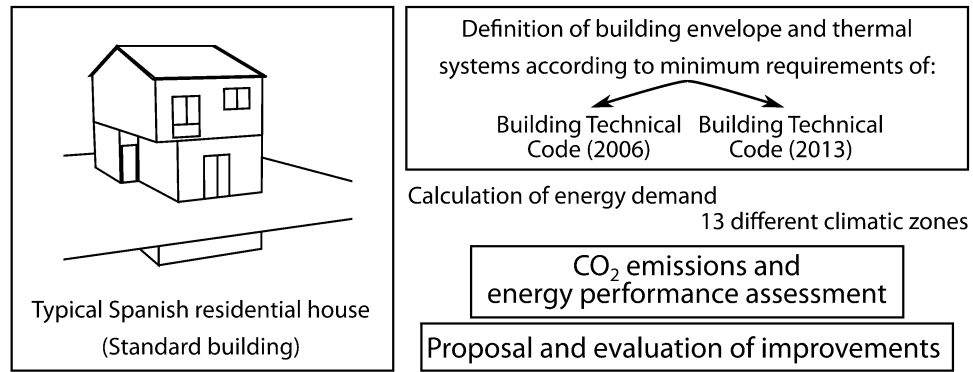 Typical Spanish residential house
(Standard building)
Definition of building envelope and thermal
systems according to minimum requirements of:
Building Technical
Code (2006)
Building Technical
Code (2013)
Calculation of energy demand
13 different climatic zones
CO₂ emissions and
energy performance assessment
Proposal and evaluation of improvements